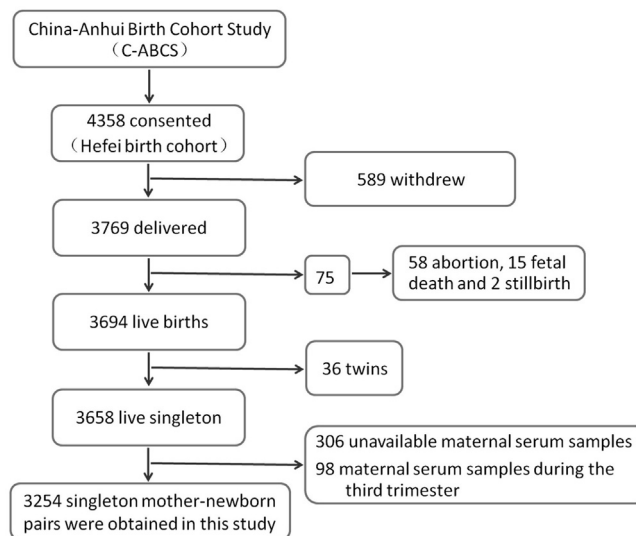 China-Anhui Birth Cohort Study
（C-ABCS）
4358 consented
（Hefei birth cohort）
589 withdrew
3769 delivered
75
58 abortion, 15 fetal
death and 2 stillbirth
3694 live births
36 twins
3658 live singleton
306 unavailable maternal serum samples
98 maternal serum samples during the
third trimester
3254 singleton mother-newborn
pairs were obtained in this study